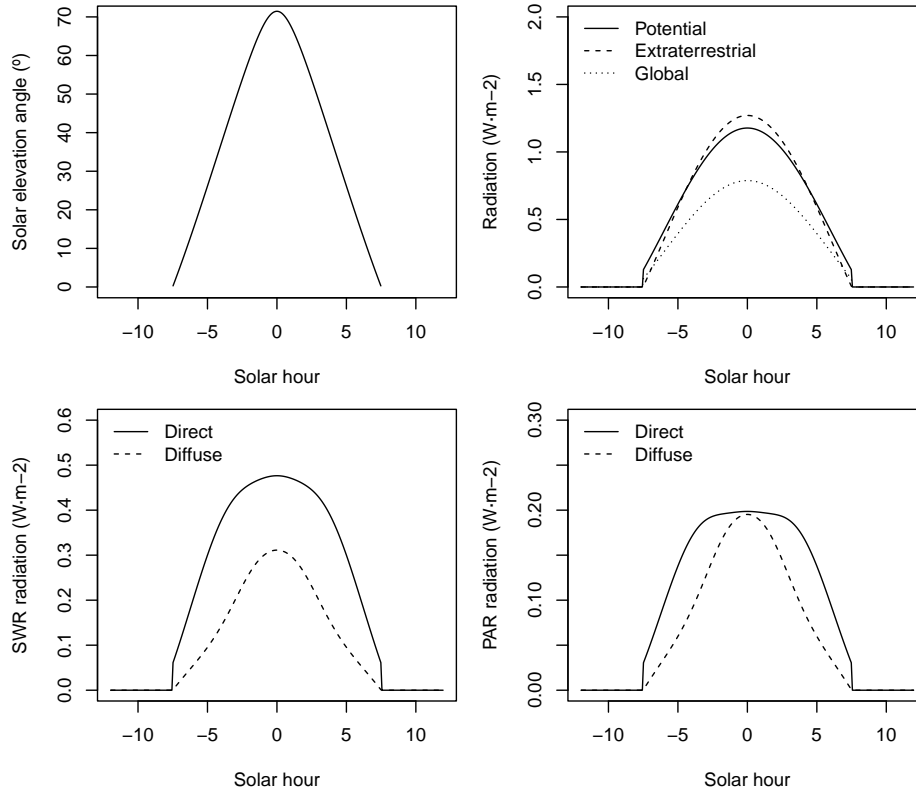 Solar elevation angle (º)
0 10 20 30 40 50 60 70
−10 −5 0 5 10
Solar hour
Radiation (W·m−2)
0.0 0.5 1.0 1.5 2.0
Potential
Extraterrestrial
Global
−10 −5 0 5 10
Solar hour
SWR radiation (W·m−2)
0.0 0.1 0.2 0.3 0.4 0.5 0.6
Direct
Diffuse
−10 −5 0 5 10
Solar hour
PAR radiation (W·m−2)
0.00 0.10 0.20 0.30
Direct
Diffuse
−10 −5 0 5 10
Solar hour